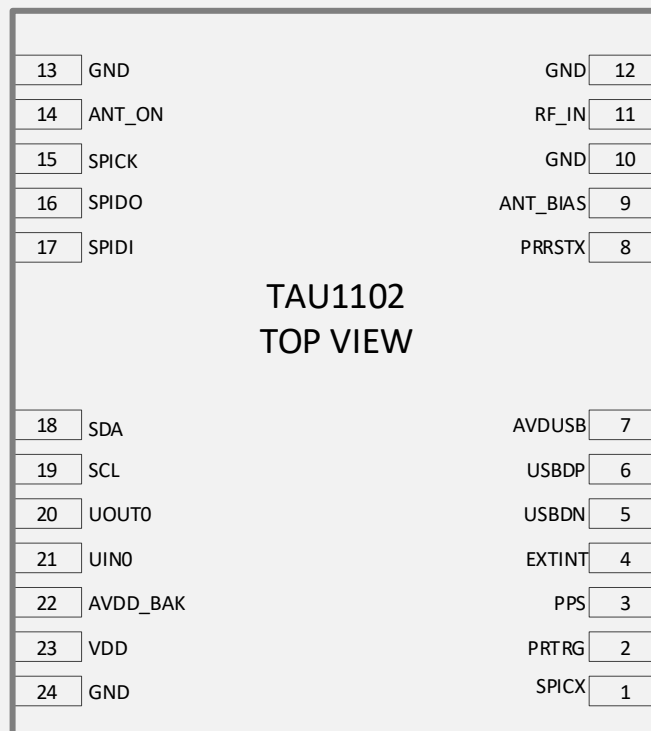 13 GND GND 12
14 ANT_ON RF_IN 11
15 SPICK GND 10
16 SPIDO ANT_BIAS 9
17 SPIDI PRRSTX 8
TAU1102
TOP VIEW
18 SDA AVDUSB 7
19 SCL USBDP 6
20 UOUT0 USBDN 5
21 UIN0 EXTINT 4
22 AVDD_BAK PPS 3
23 VDD PRTRG 2
24 GND SPICX 1